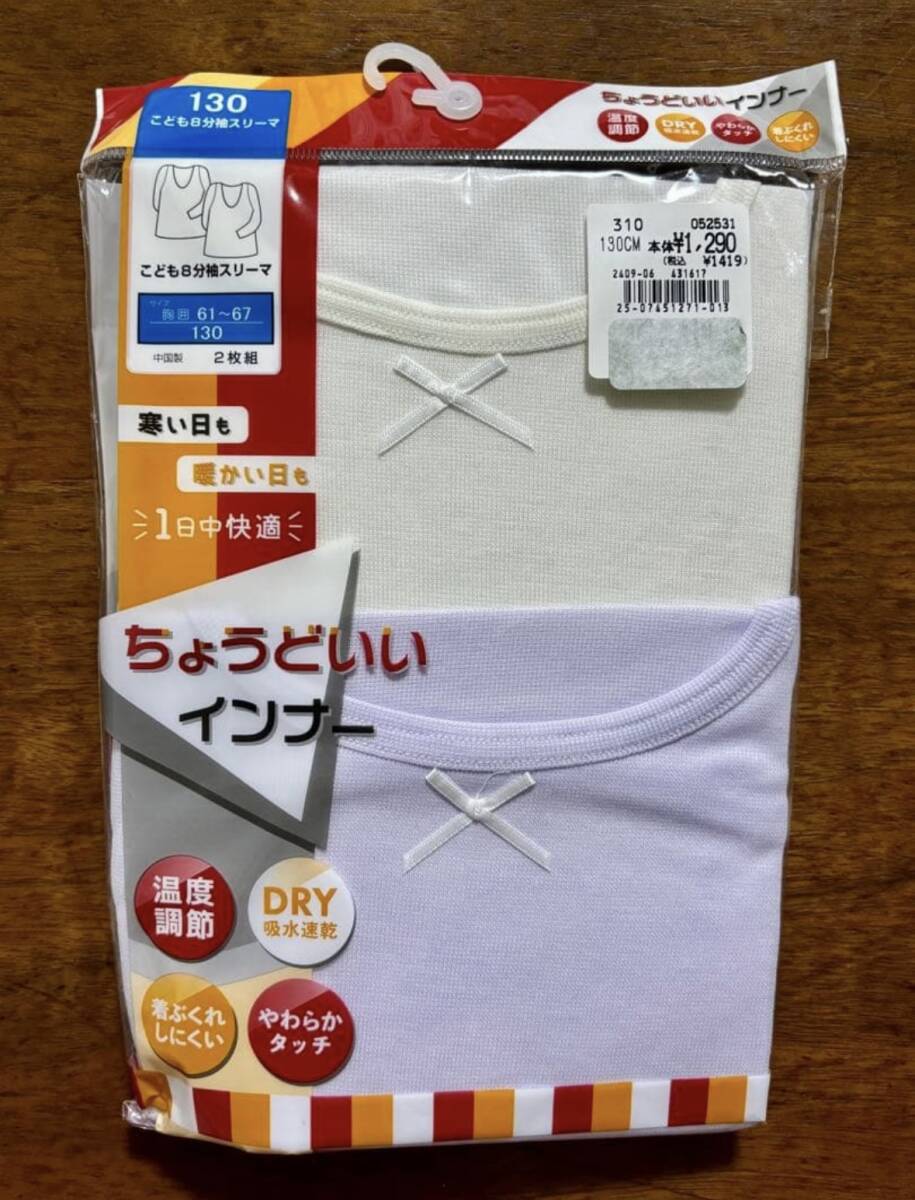 130
こども8分袖スリーマ
こども8分袖スリーマ
サイズ
胸囲 61〜67
130
中国製 2枚組
ちょうどいいインナー
温度
調節
DRY
吸水速乾
やわらか
タッチ
着ぶくれ
しにくい
310 052531
130CM 本体¥1,290
(税込 ¥1419)
2409-06 431617
25-07451271-013
寒い日も
暖かい日も
1日中快適
ちょうどいい
インナー
温度
調節
DRY
吸水速乾
着ぶくれ
しにくい
やわらか
タッチ